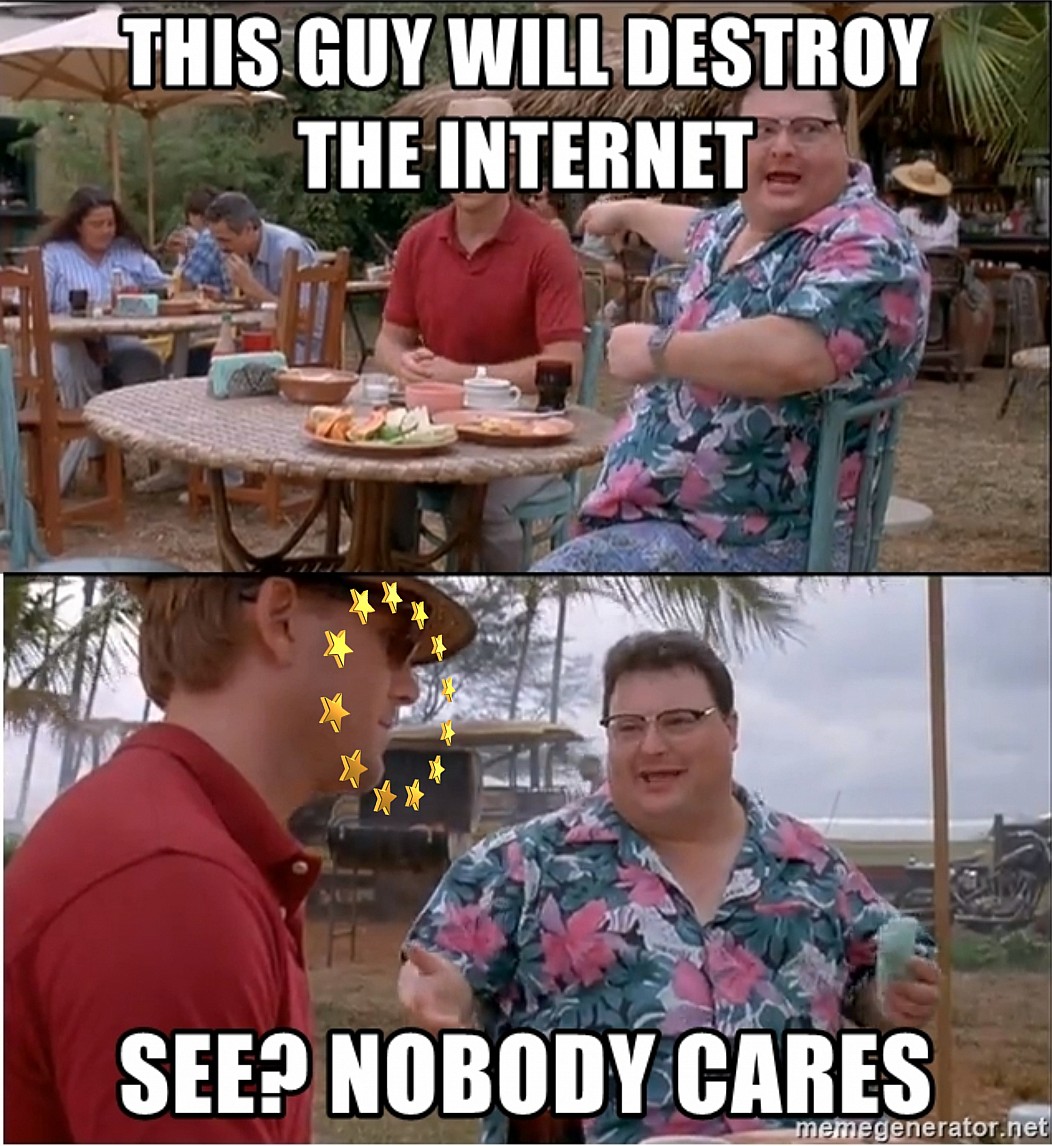 THIS GUY WILL DESTROY
THE INTERNET
SEE? NOBODY CARES
memegenerator.net